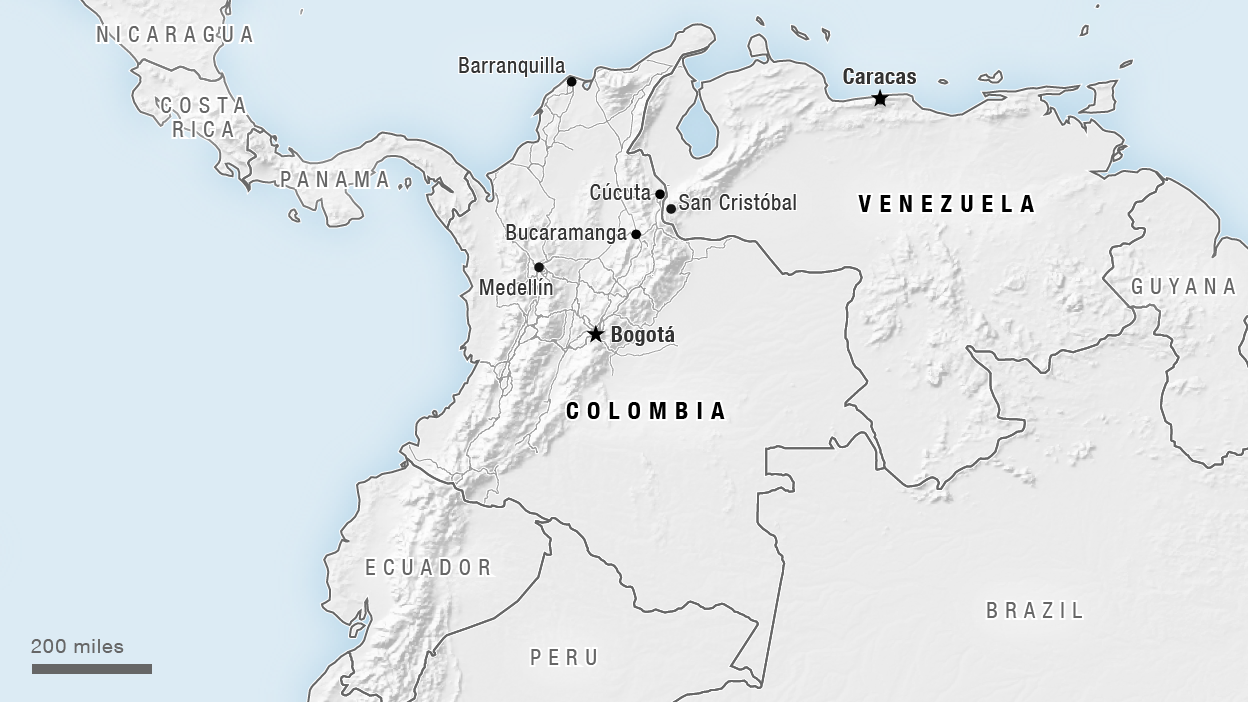 NICARAGUA
Barranquilla
Caracas
COSTA
RICA
PANAMA
Cúcuta
San Cristóbal
VENEZUELA
Bucaramanga
Medellín
GUYANA
Bogotá
COLOMBIA
ECUADOR
BRAZIL
200 miles
PERU